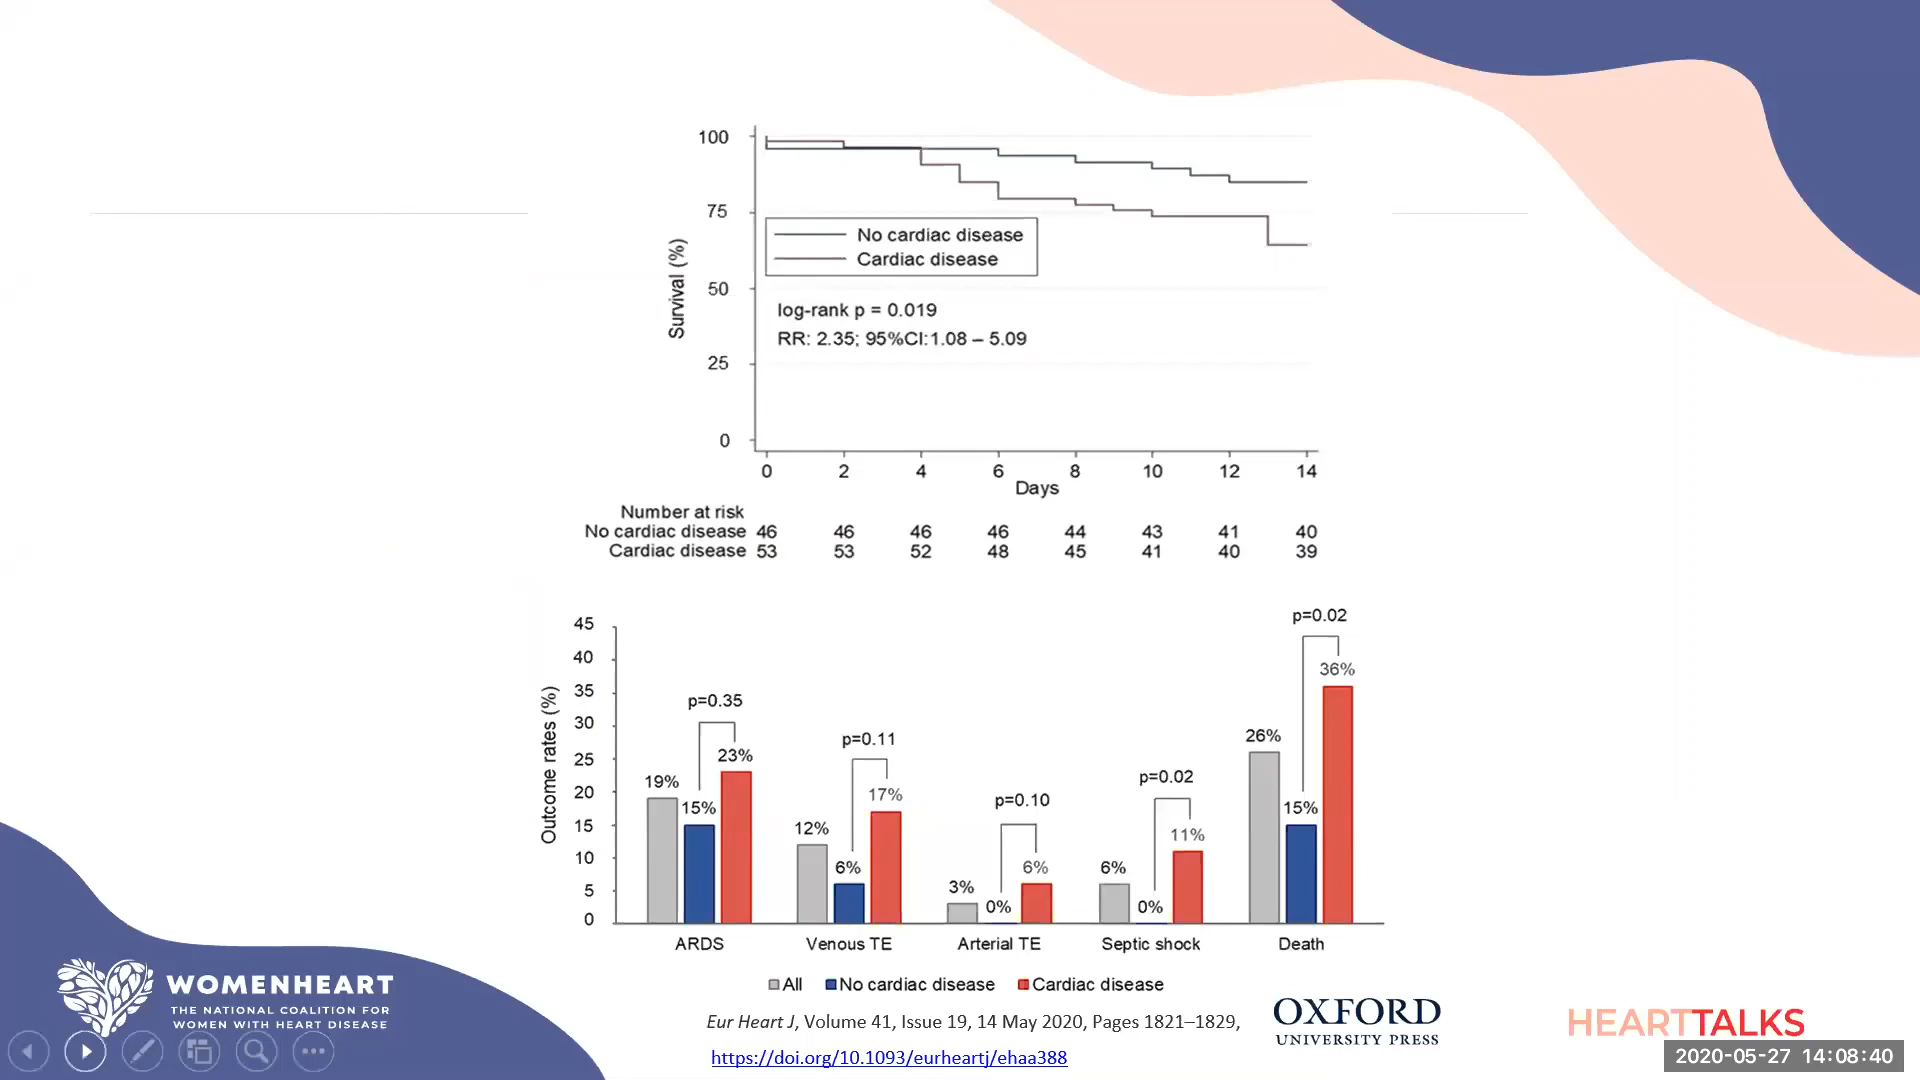 100
75
50
25
0
Survival (%)
No cardiac disease
Cardiac disease
log-rank p = 0.019
RR: 2.35; 95%CI:1.08 – 5.09
0 2 4 6 8 10 12 14
Days
Number at risk
No cardiac disease 46 46 46 46 44 43 41 40
Cardiac disease 53 53 52 48 45 41 40 39
45
40
35
30
25
20
15
10
5
0
Outcome rates (%)
p=0.35
19% 15% 23%
p=0.11
12% 6% 17%
p=0.10
3% 0% 6%
p=0.02
6% 0% 11%
p=0.02
26% 15% 36%
ARDS Venous TE Arterial TE Septic shock Death
All No cardiac disease Cardiac disease
Eur Heart J, Volume 41, Issue 19, 14 May 2020, Pages 1821–1829,
https://doi.org/10.1093/eurheartj/ehaa388
OXFORD
UNIVERSITY PRESS
WOMENHEART
THE NATIONAL COALITION FOR
WOMEN WITH HEART DISEASE
HEARTTALKS
2020-05-27 14:08:40